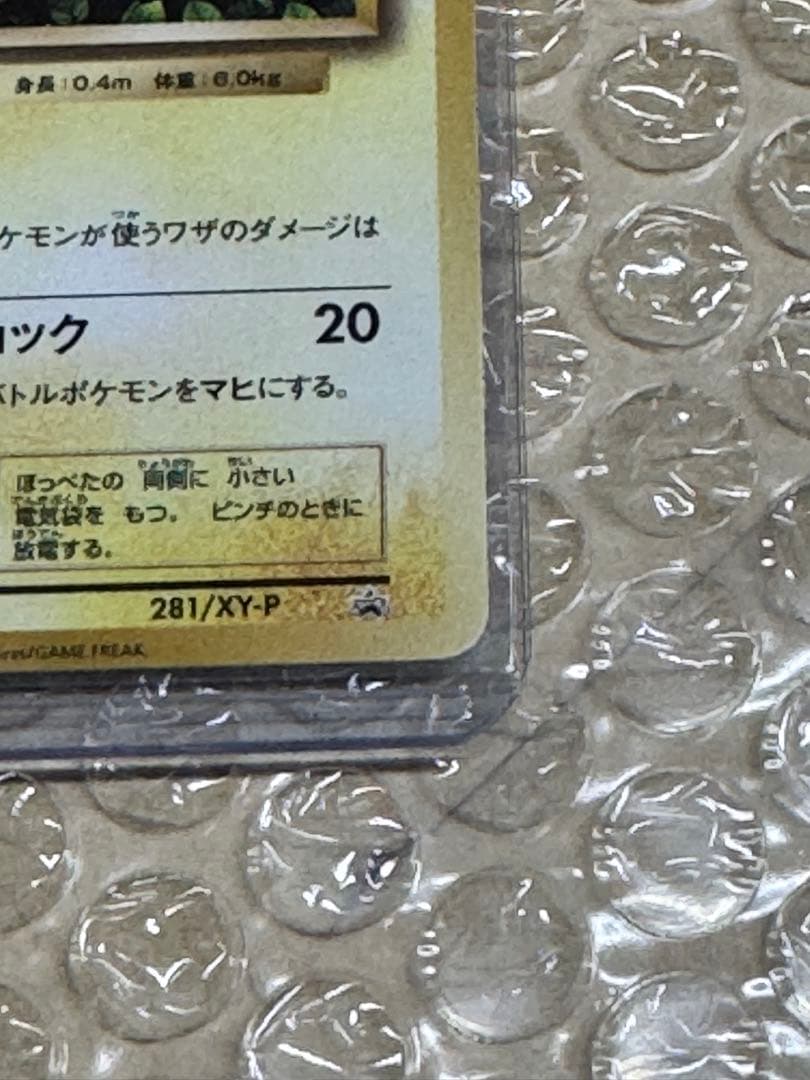 身長:0.4m 体重:6.0kg
ケモンが使うワザのダメージは
ョック 20
バトルポケモンをマヒにする。
ほっぺたの 両側に 小さい
電気袋を もつ。 ピンチのときに
放電する。
281/XY-P
GAME FREAK